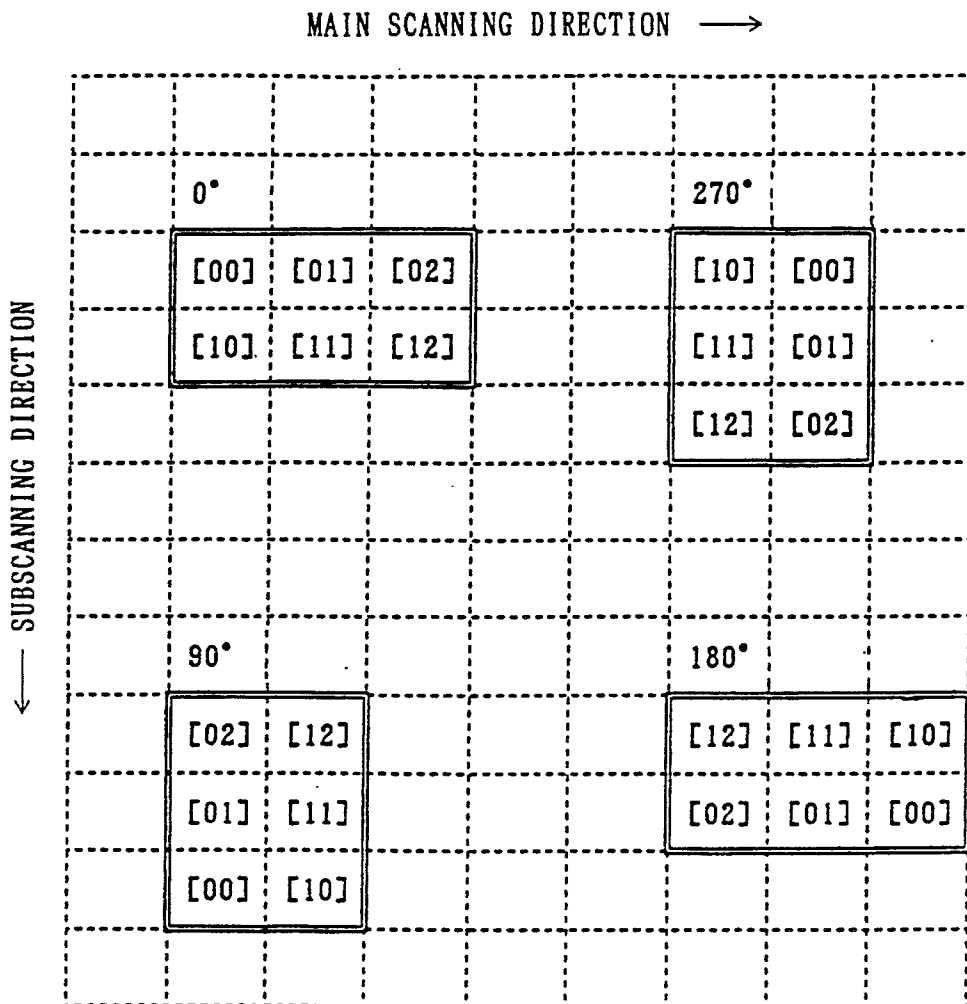 MAIN SCANNING DIRECTION →
SUBSCANNING DIRECTION →
0° 270°
[00] [01] [02] [10] [00]
[10] [11] [12] [11] [01]
[12] [02]
90° 180°
[02] [12] [12] [11] [10]
[01] [11] [02] [01] [00]
[00] [10]